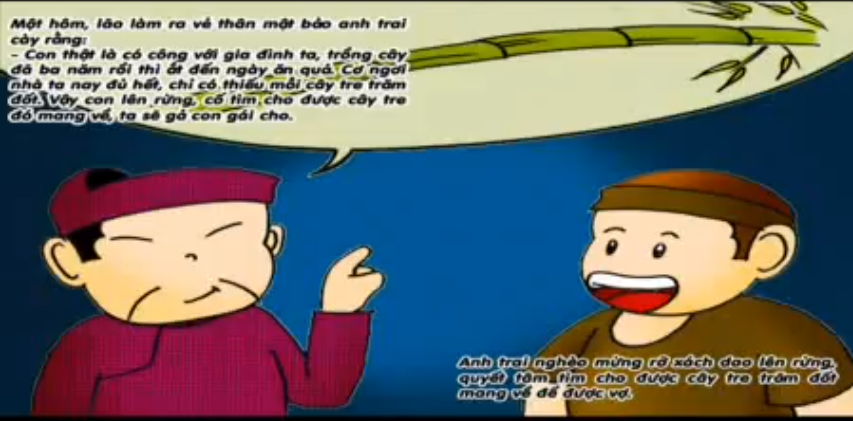 Một hôm, lão làm ra vẻ thân mật bảo anh trai
cày rằng:
- Con thật là có công với gia đình ta, trồng cây
đã ba năm rồi thì ắt đến ngày ăn quả. Cơ ngơi
nhà ta nay đủ hết, chỉ có thiếu mỗi cây tre trăm
đốt. Vậy con lên rừng, cố tìm cho được cây tre
đó mang về, ta sẽ gả con gái cho.
Anh trai nghèo mừng rỡ xách dao lên rừng,
quyết tâm tìm cho được cây tre trăm đốt
mang về để được vợ.